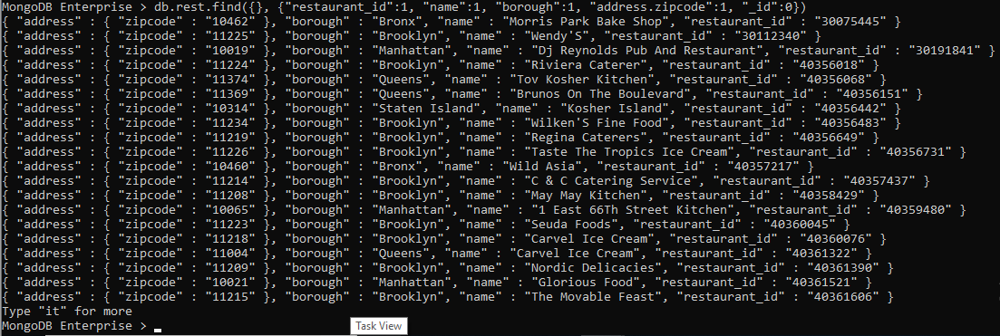 MongoDB Enterprise > db.rest.find({}, {"restaurant_id":1, "name":1, "borough":1, "address.zipcode":1, "_id":0})
{ "address" : { "zipcode" : "10462" }, "borough" : "Bronx", "name" : "Morris Park Bake Shop", "restaurant_id" : "30075445" }
{ "address" : { "zipcode" : "11225" }, "borough" : "Brooklyn", "name" : "Wendy'S", "restaurant_id" : "30112340" }
{ "address" : { "zipcode" : "10019" }, "borough" : "Manhattan", "name" : "Dj Reynolds Pub And Restaurant", "restaurant_id" : "30191841" }
{ "address" : { "zipcode" : "11224" }, "borough" : "Brooklyn", "name" : "Riviera Caterer", "restaurant_id" : "40356018" }
{ "address" : { "zipcode" : "11374" }, "borough" : "Queens", "name" : "Tov Kosher Kitchen", "restaurant_id" : "40356068" }
{ "address" : { "zipcode" : "11369" }, "borough" : "Queens", "name" : "Brunos On The Boulevard", "restaurant_id" : "40356151" }
{ "address" : { "zipcode" : "10314" }, "borough" : "Staten Island", "name" : "Kosher Island", "restaurant_id" : "40356442" }
{ "address" : { "zipcode" : "11234" }, "borough" : "Brooklyn", "name" : "Wilken'S Fine Food", "restaurant_id" : "40356483" }
{ "address" : { "zipcode" : "11219" }, "borough" : "Brooklyn", "name" : "Regina Caterers", "restaurant_id" : "40356649" }
{ "address" : { "zipcode" : "11226" }, "borough" : "Brooklyn", "name" : "Taste The Tropics Ice Cream", "restaurant_id" : "40356731" }
{ "address" : { "zipcode" : "10460" }, "borough" : "Bronx", "name" : "Wild Asia", "restaurant_id" : "40357217" }
{ "address" : { "zipcode" : "11214" }, "borough" : "Brooklyn", "name" : "C & C Catering Service", "restaurant_id" : "40357437" }
{ "address" : { "zipcode" : "11208" }, "borough" : "Brooklyn", "name" : "May May Kitchen", "restaurant_id" : "40358429" }
{ "address" : { "zipcode" : "10065" }, "borough" : "Manhattan", "name" : "1 East 66Th Street Kitchen", "restaurant_id" : "40359480" }
{ "address" : { "zipcode" : "11223" }, "borough" : "Brooklyn", "name" : "Seuda Foods", "restaurant_id" : "40360045" }
{ "address" : { "zipcode" : "11218" }, "borough" : "Brooklyn", "name" : "Carvel Ice Cream", "restaurant_id" : "40360076" }
{ "address" : { "zipcode" : "11004" }, "borough" : "Queens", "name" : "Carvel Ice Cream", "restaurant_id" : "40361322" }
{ "address" : { "zipcode" : "11209" }, "borough" : "Brooklyn", "name" : "Nordic Delicacies", "restaurant_id" : "40361390" }
{ "address" : { "zipcode" : "10021" }, "borough" : "Manhattan", "name" : "Glorious Food", "restaurant_id" : "40361521" }
{ "address" : { "zipcode" : "11215" }, "borough" : "Brooklyn", "name" : "The Movable Feast", "restaurant_id" : "40361606" }
Type "it" for more
MongoDB Enterprise > _
Task View